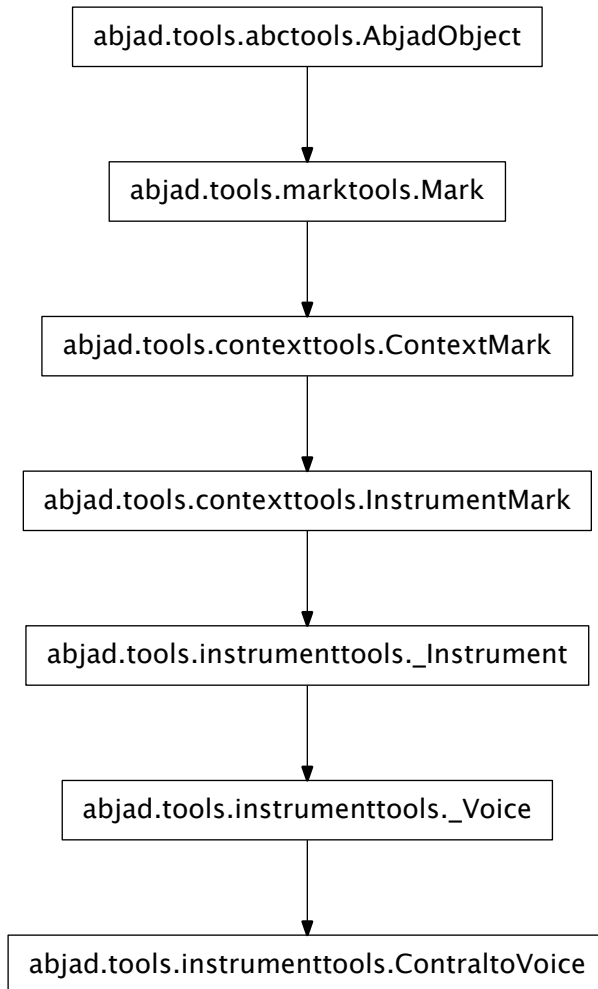 abjad.tools.abctools.AbjadObject
abjad.tools.marktools.Mark
abjad.tools.contexttools.ContextMark
abjad.tools.contexttools.InstrumentMark
abjad.tools.instrumenttools._Instrument
abjad.tools.instrumenttools._Voice
abjad.tools.instrumenttools.ContraltoVoice